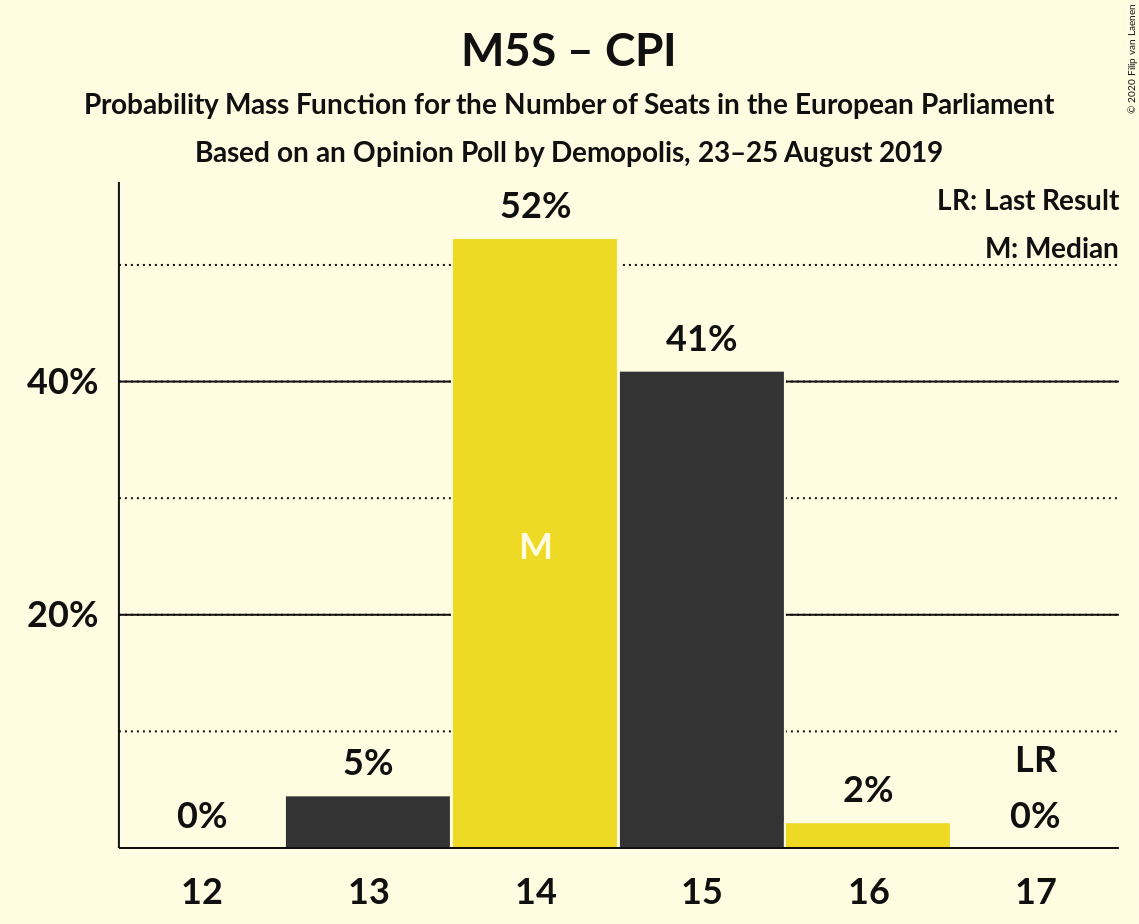 M5S – CPI
Probability Mass Function for the Number of Seats in the European Parliament
Based on an Opinion Poll by Demopolis, 23–25 August 2019
© 2020 Filip van Laenen
LR: Last Result
M: Median
52%
41%
40%
M
20%
5%
LR
2%
0%
0%
12 13 14 15 16 17